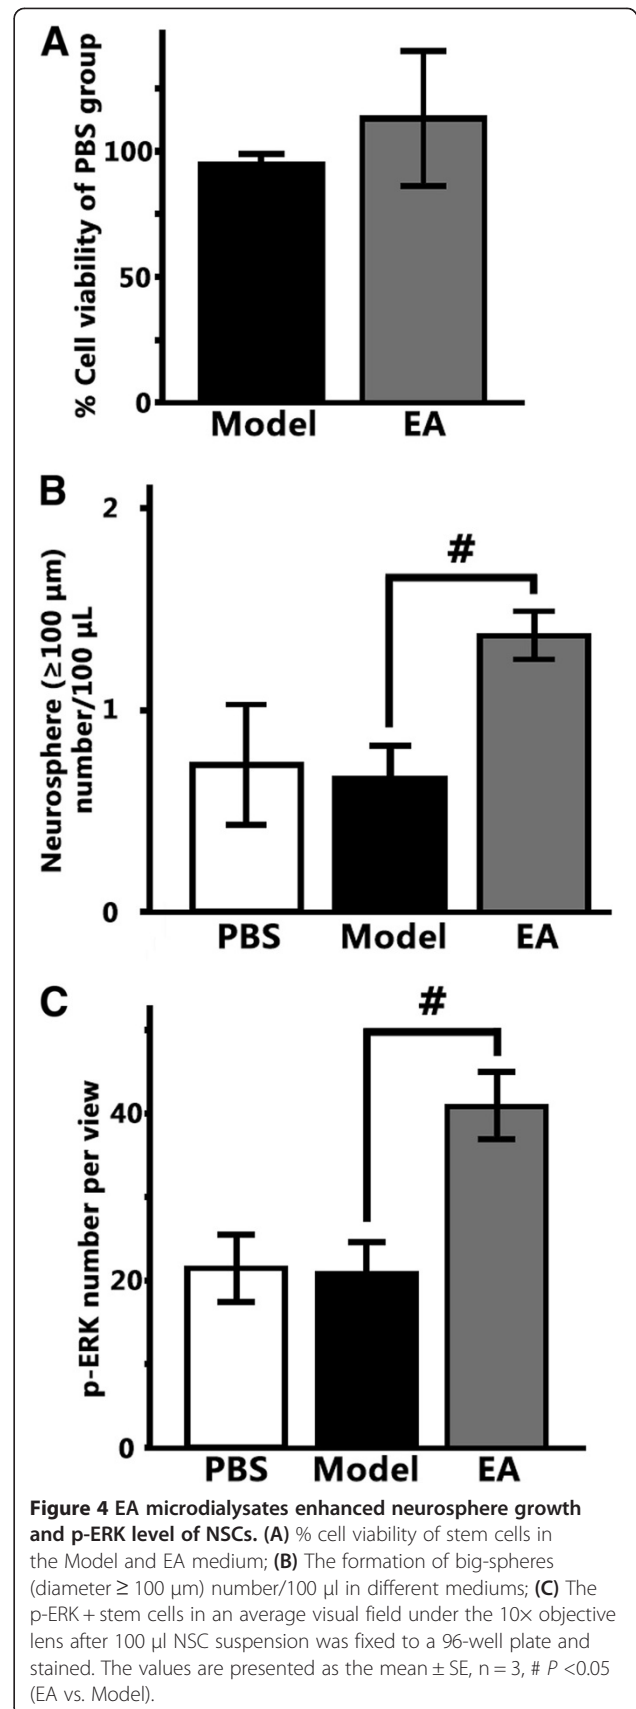 A
% Cell viability of PBS group
100
50
0
Model EA
B
Neurosphere (≥100 µm)
number/100 µL
2
1
0
#
PBS Model EA
C
p-ERK number per view
40
20
0
#
PBS Model EA
Figure 4 EA microdialysates enhanced neurosphere growth
and p-ERK level of NSCs. (A) % cell viability of stem cells in
the Model and EA medium; (B) The formation of big-spheres
(diameter ≥ 100 µm) number/100 µl in different mediums; (C) The
p-ERK + stem cells in an average visual field under the 10× objective
lens after 100 µl NSC suspension was fixed to a 96-well plate and
stained. The values are presented as the mean ± SE, n = 3, # P <0.05
(EA vs. Model).